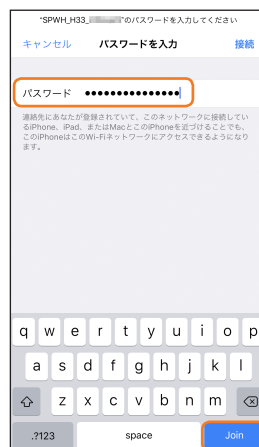 "SPWH_H33_ "のパスワードを入力してください
キャンセル パスワードを入力 接続
パスワード ●●●●●●●●●●●●●●●
連絡先にあなたが登録されていて、このネットワークに接続してい
るiPhone、iPad、またはMacとこのiPhoneを近づけることでも、
このiPhoneはこのWi-Fiネットワークにアクセスできるようになり
ます。
q w e r t y u i o p
a s d f g h j k l
z x c v b n m
.?123 space Join